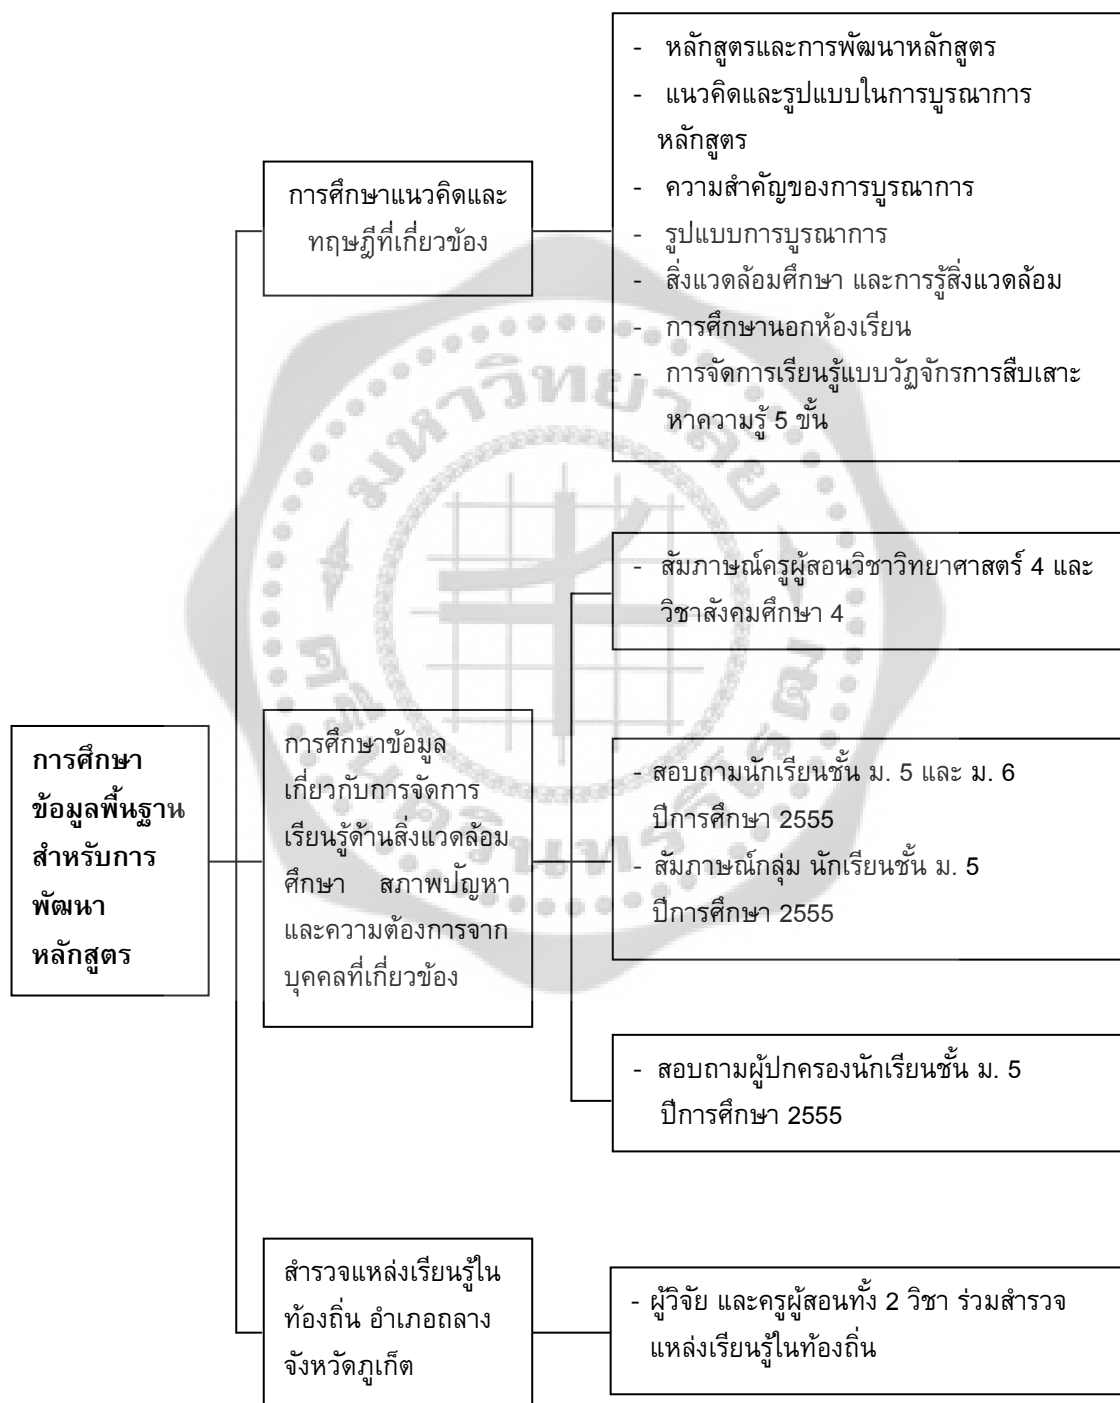 - หลักสูตรและการพัฒนาหลักสูตร
- แนวคิดและรูปแบบในการบูรณาการ
หลักสูตร
- ความสำคัญของการบูรณาการ
- รูปแบบการบูรณาการ
- สิ่งแวดล้อมศึกษา และการรู้สิ่งแวดล้อม
- การศึกษานอกห้องเรียน
- การจัดการเรียนรู้แบบวัฏจักรการสืบเสาะ
หาความรู้ 5 ขั้น
การศึกษาแนวคิดและ
ทฤษฎีที่เกี่ยวข้อง
- สัมภาษณ์ครูผู้สอนวิชาวิทยาศาสตร์ 4 และ
วิชาสังคมศึกษา 4
การศึกษา
ข้อมูลพื้นฐาน
สำหรับการ
พัฒนา
หลักสูตร
การศึกษาข้อมูล
เกี่ยวกับการจัดการ
เรียนรู้ด้านสิ่งแวดล้อม
ศึกษา สภาพปัญหา
และความต้องการจาก
บุคคลที่เกี่ยวข้อง
- สอบถามนักเรียนชั้น ม. 5 และ ม. 6
ปีการศึกษา 2555
- สัมภาษณ์กลุ่ม นักเรียนชั้น ม. 5
ปีการศึกษา 2555
- สอบถามผู้ปกครองนักเรียนชั้น ม. 5
ปีการศึกษา 2555
สำรวจแหล่งเรียนรู้ใน
ท้องถิ่น อำเภอถลาง
จังหวัดภูเก็ต
- ผู้วิจัย และครูผู้สอนทั้ง 2 วิชา ร่วมสำรวจ
แหล่งเรียนรู้ในท้องถิ่น
มหาวิทยาลัย
ศรีนครินทรวิโรฒ